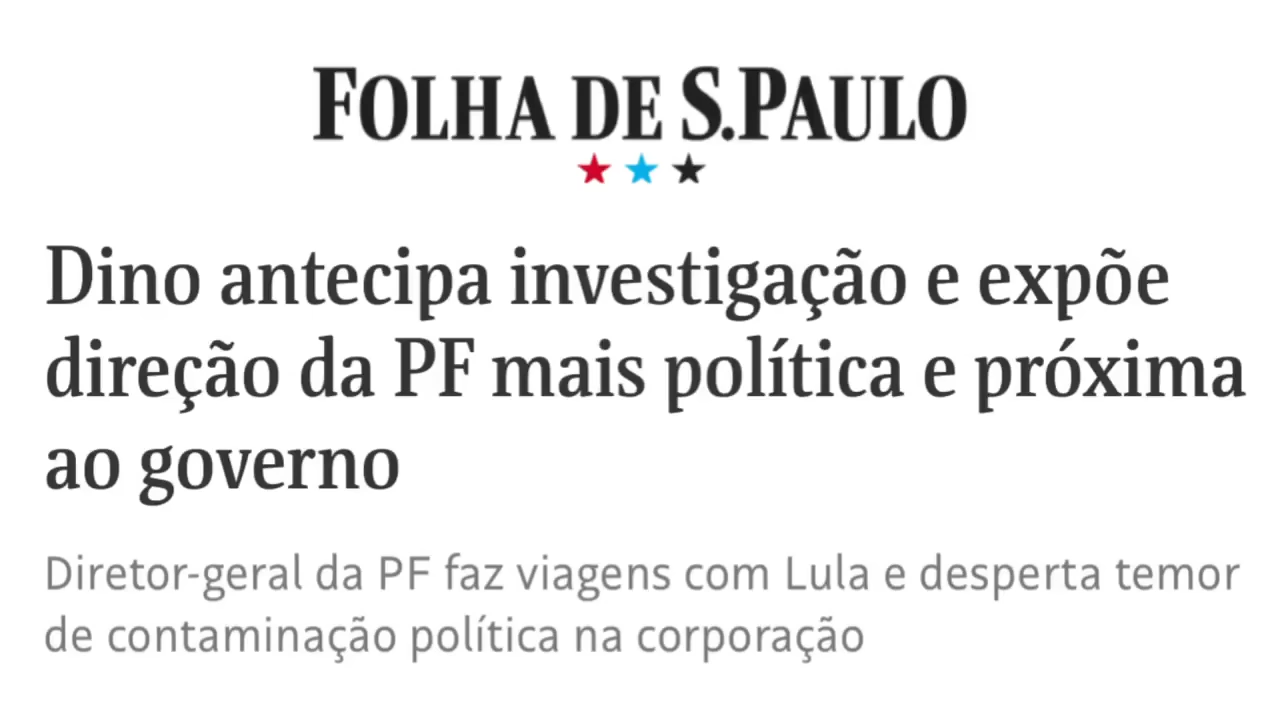 FOLHA DE S.PAULO
Dino antecipa investigação e expõe
direção da PF mais política e próxima
ao governo
Diretor-geral da PF faz viagens com Lula e desperta temor
de contaminação política na corporação